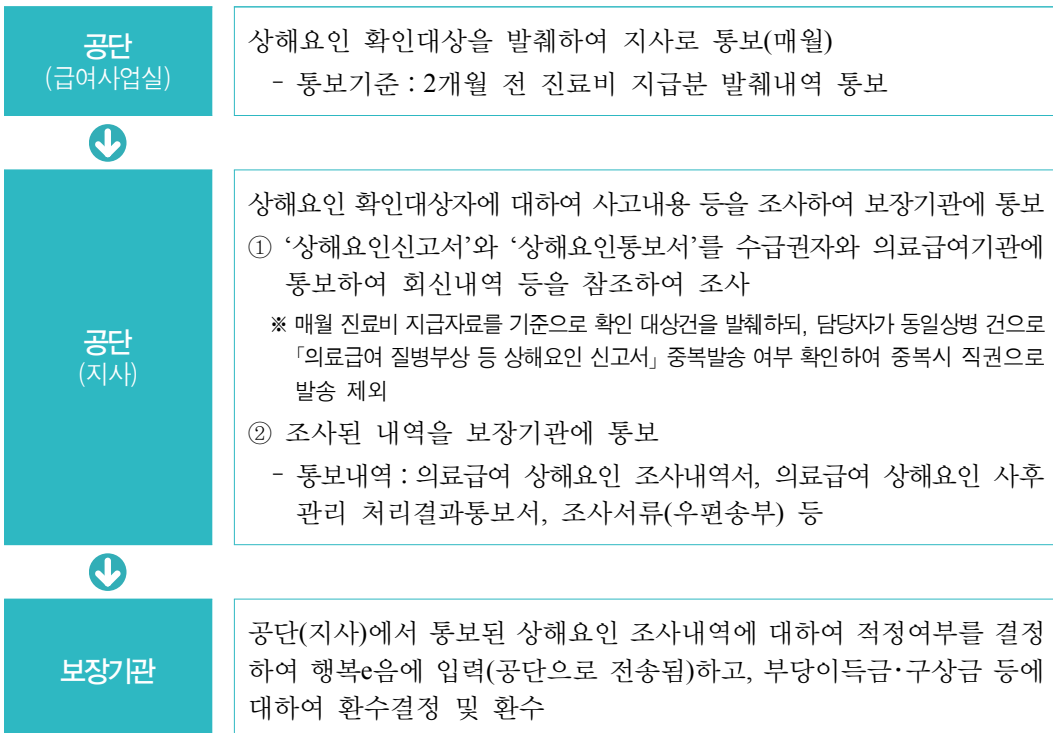 공단
(급여사업실)
상해요인 확인대상을 발췌하여 지사로 통보(매월)
- 통보기준 : 2개월 전 진료비 지급분 발췌내역 통보
공단
(지사)
상해요인 확인대상자에 대하여 사고내용 등을 조사하여 보장기관에 통보
① ‘상해요인신고서’와 ‘상해요인통보서’를 수급권자와 의료급여기관에
통보하여 회신내역 등을 참조하여 조사
※ 매월 진료비 지급자료를 기준으로 확인 대상건을 발췌하되, 담당자가 동일상병 건으로
「의료급여 질병부상 등 상해요인 신고서」 중복발송 여부 확인하여 중복시 직권으로
발송 제외
② 조사된 내역을 보장기관에 통보
- 통보내역 : 의료급여 상해요인 조사내역서, 의료급여 상해요인 사후
관리 처리결과통보서, 조사서류(우편송부) 등
보장기관
공단(지사)에서 통보된 상해요인 조사내역에 대하여 적정여부를 결정
하여 행복e음에 입력(공단으로 전송됨)하고, 부당이득금·구상금 등에
대하여 환수결정 및 환수